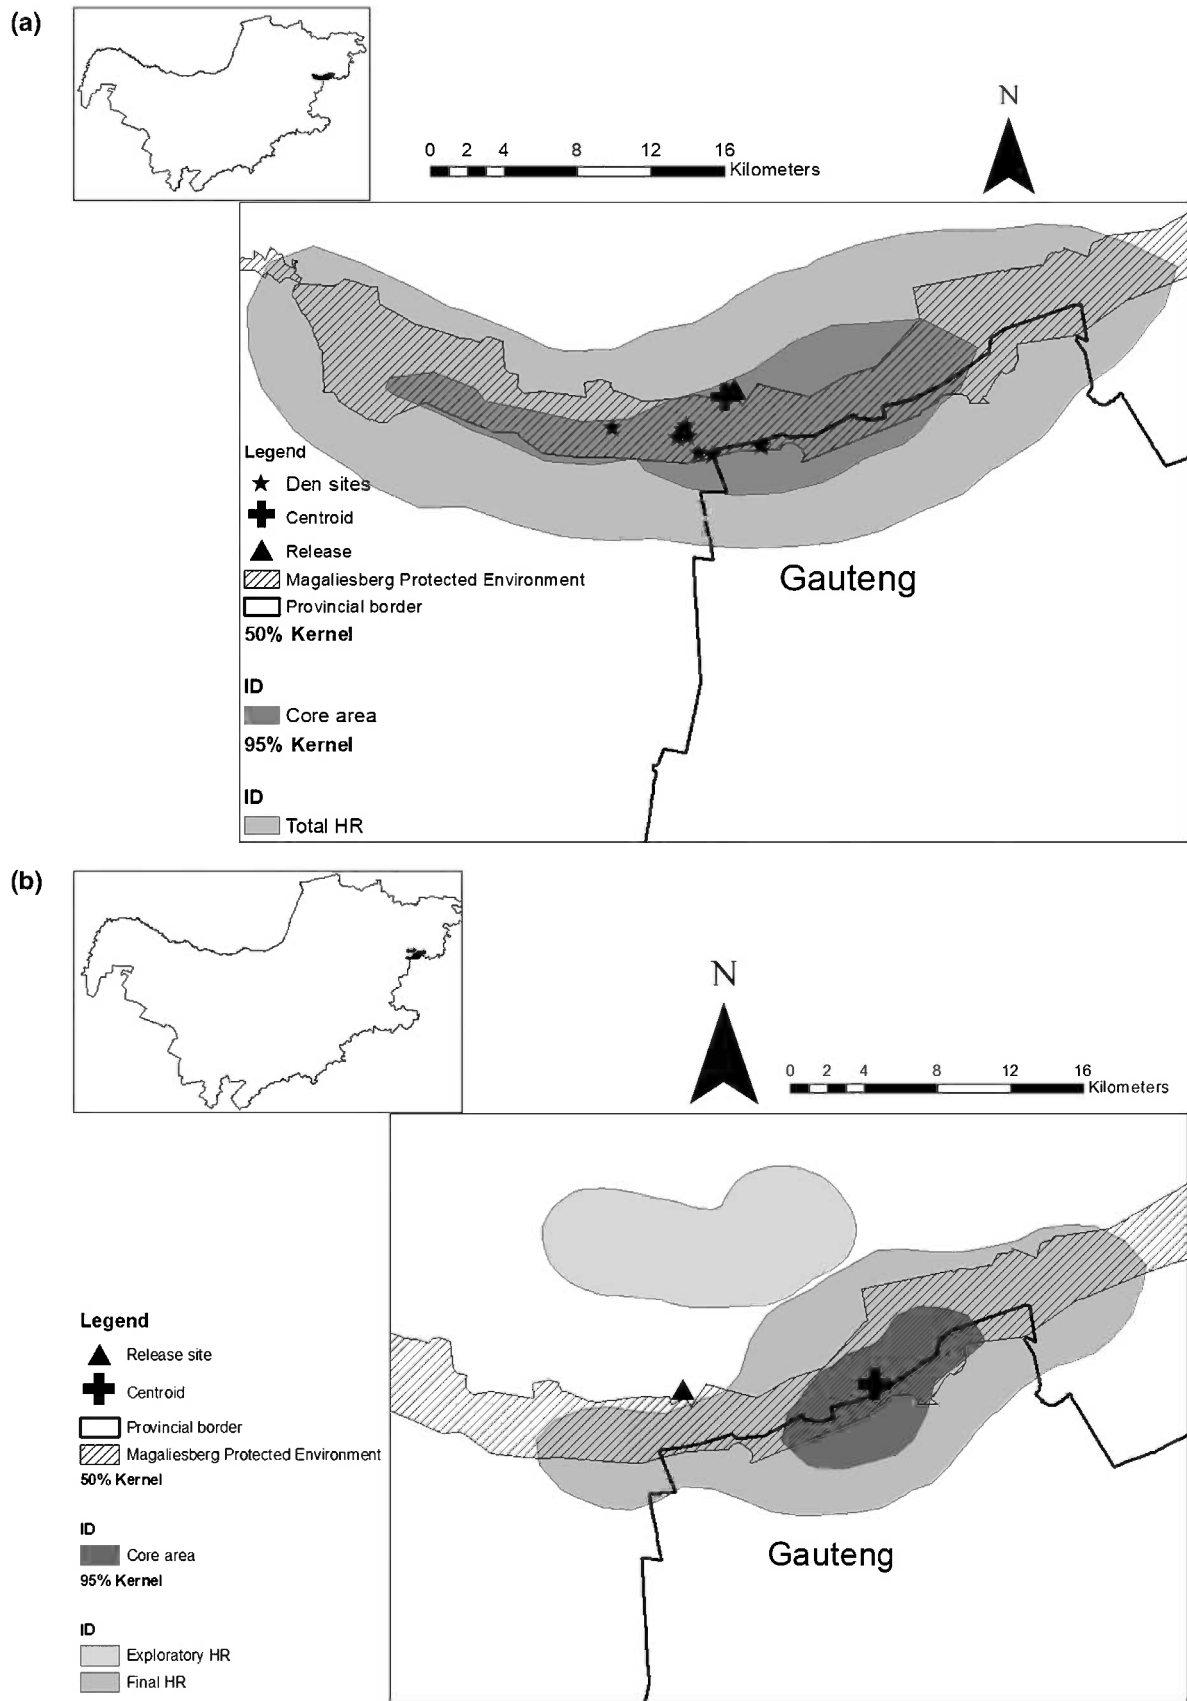 (a)
N
0 2 4 8 12 16
Kilometers
Legend
Den sites
Centroid
Release
Magaliesberg Protected Environment
Provincial border
50% Kernel
ID
Core area
95% Kernel
ID
Total HR
Gauteng
(b)
N
0 2 4 8 12 16
Kilometers
Legend
Release site
Centroid
Provincial border
Magaliesberg Protected Environment
50% Kernel
ID
Core area
95% Kernel
ID
Exploratory HR
Final HR
Gauteng